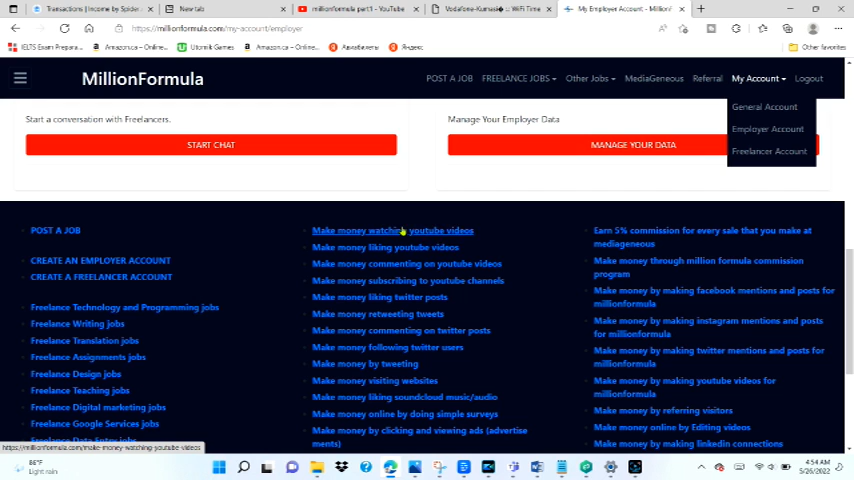 Transactions | Income by Spider
New tab
millionformula part1 - YouTube
Vodafone-Kumasi :: WiFi Time
My Employer Account - Million
https://millionformula.com/my-account/employer
IELTS Exam Prepara...
Amazon.ca – Online...
Utomik Games
Amazon.ca – Online...
Авиабилеты
Яндекс
Other favorites
MillionFormula
POST A JOB
FREELANCE JOBS
Other Jobs
MediaGeneous
Referral
My Account
Logout
General Account
Employer Account
Freelancer Account
Start a conversation with Freelancers.
START CHAT
Manage Your Employer Data
MANAGE YOUR DATA
POST A JOB
CREATE AN EMPLOYER ACCOUNT
CREATE A FREELANCER ACCOUNT
Freelance Technology and Programming jobs
Freelance Writing jobs
Freelance Translation jobs
Freelance Assignments jobs
Freelance Design jobs
Freelance Teaching jobs
Freelance Digital marketing jobs
Freelance Google Services jobs
Freelance Data Entry jobs
Make money watching youtube videos
Make money liking youtube videos
Make money commenting on youtube videos
Make money subscribing to youtube channels
Make money liking twitter posts
Make money retweeting tweets
Make money commenting on twitter posts
Make money following twitter users
Make money by tweeting
Make money visiting websites
Make money liking soundcloud music/audio
Make money online by doing simple surveys
Make money by clicking and viewing ads (advertise
ments)
Earn 5% commission for every sale that you make at
mediageneous
Make money through million formula commission
program
Make money by making facebook mentions and posts for
millionformula
Make money by making instagram mentions and posts
for millionformula
Make money by making twitter mentions and posts for
millionformula
Make money by making youtube videos for
millionformula
Make money by referring visitors
Make money online by Editing videos
Make money by making linkedin connections
https://millionformula.com/make-money-watching-youtube-videos
86°F
Light rain
4:54 AM
5/26/2022